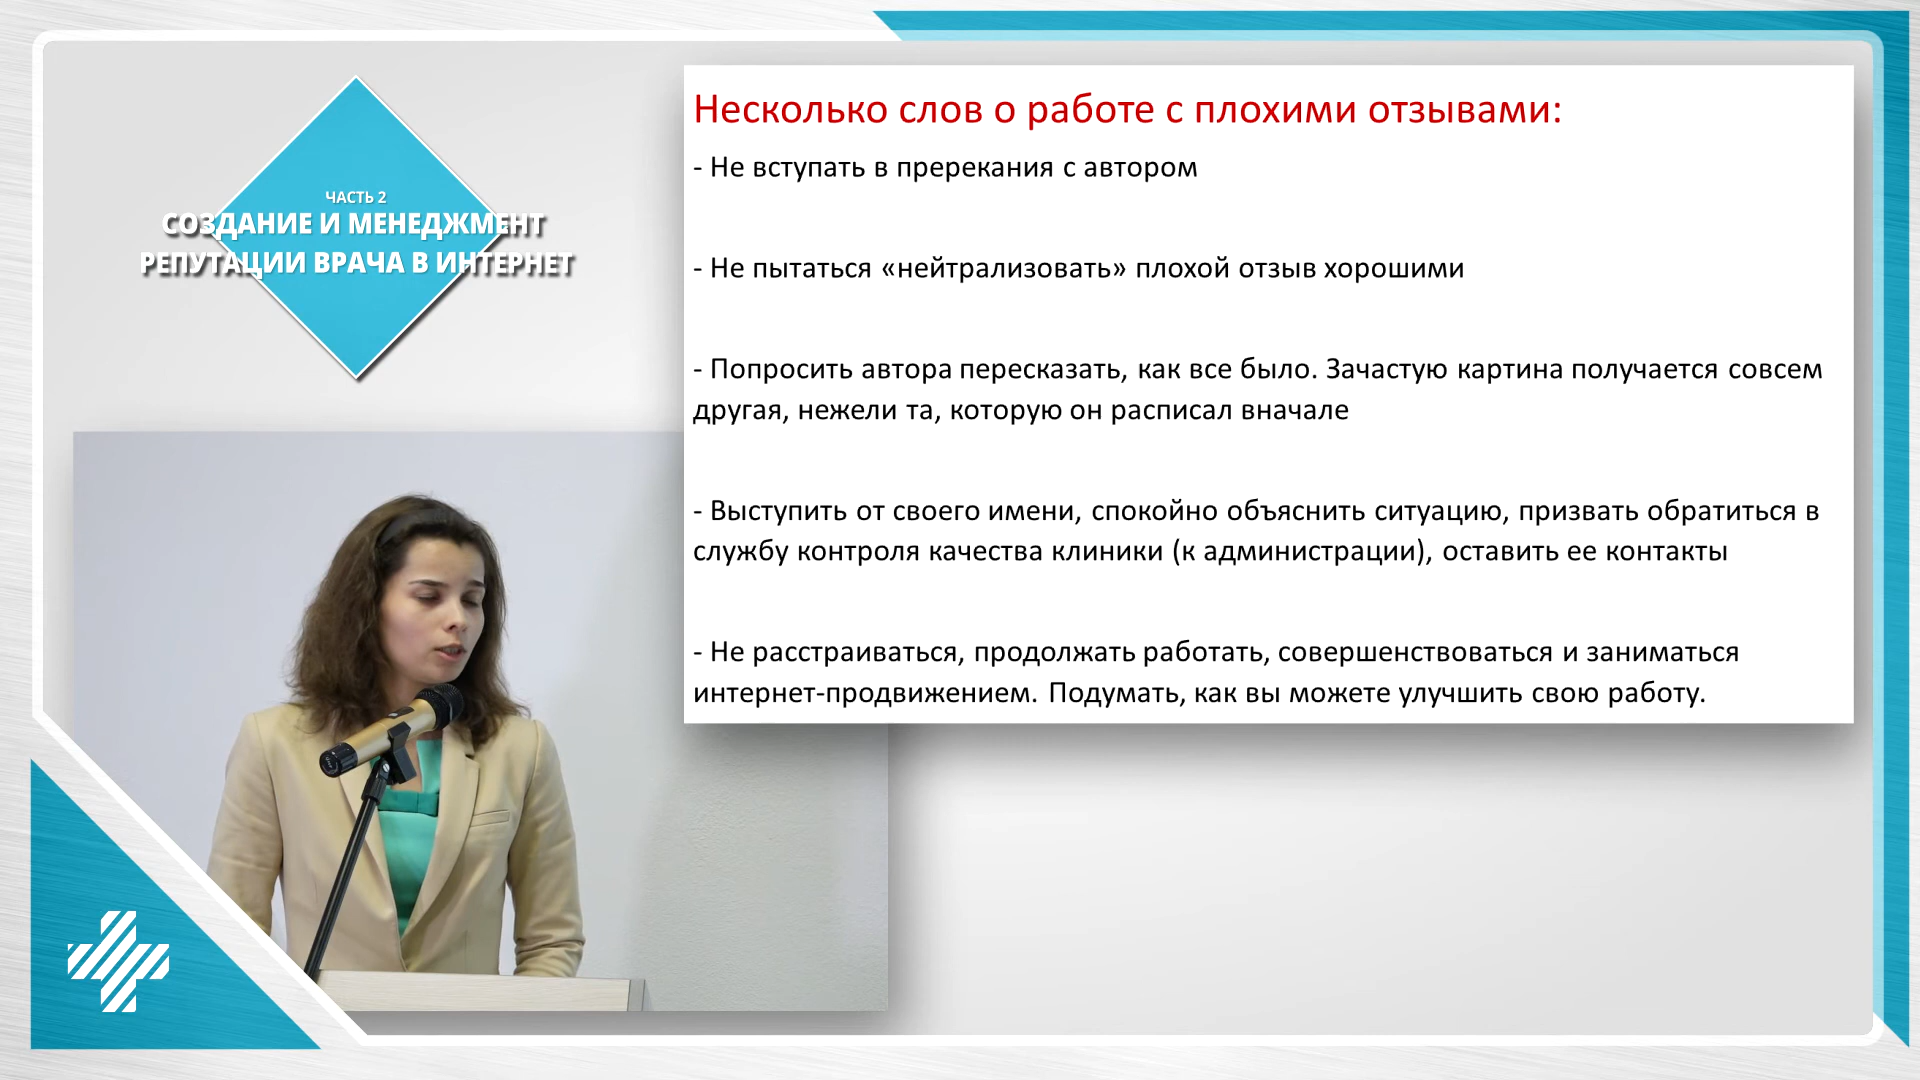 ЧАСТЬ 2
СОЗДАНИЕ И МЕНЕДЖМЕНТ
РЕПУТАЦИИ ВРАЧА В ИНТЕРНЕТ
Несколько слов о работе с плохими отзывами:
- Не вступать в пререкания с автором
- Не пытаться «нейтрализовать» плохой отзыв хорошими
- Попросить автора пересказать, как все было. Зачастую картина получается совсем
другая, нежели та, которую он расписал вначале
- Выступить от своего имени, спокойно объяснить ситуацию, призвать обратиться в
службу контроля качества клиники (к администрации), оставить ее контакты
- Не расстраиваться, продолжать работать, совершенствоваться и заниматься
интернет-продвижением. Подумать, как вы можете улучшить свою работу.